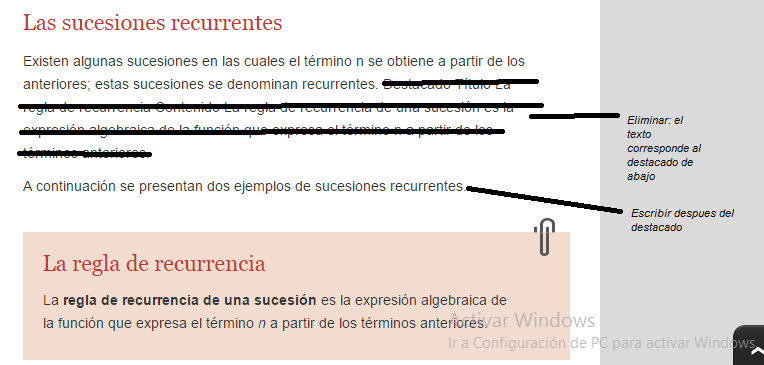 Las sucesiones recurrentes
Existen algunas sucesiones en las cuales el término n se obtiene a partir de los
anteriores; estas sucesiones se denominan recurrentes. Destacado Título La
regla de recurrencia Contenido La regla de recurrencia de una sucesión es la
expresión algebraica de la función que expresa el término n a partir de los
términos anteriores.
Eliminar: el
texto
corresponde al
destacado de
abajo
A continuación se presentan dos ejemplos de sucesiones recurrentes.
Escribir despues del
destacado
La regla de recurrencia
La regla de recurrencia de una sucesión es la expresión algebraica de
la función que expresa el término n a partir de los términos anteriores.
Activar Windows
Ir a Configuración de PC para activar Windows.